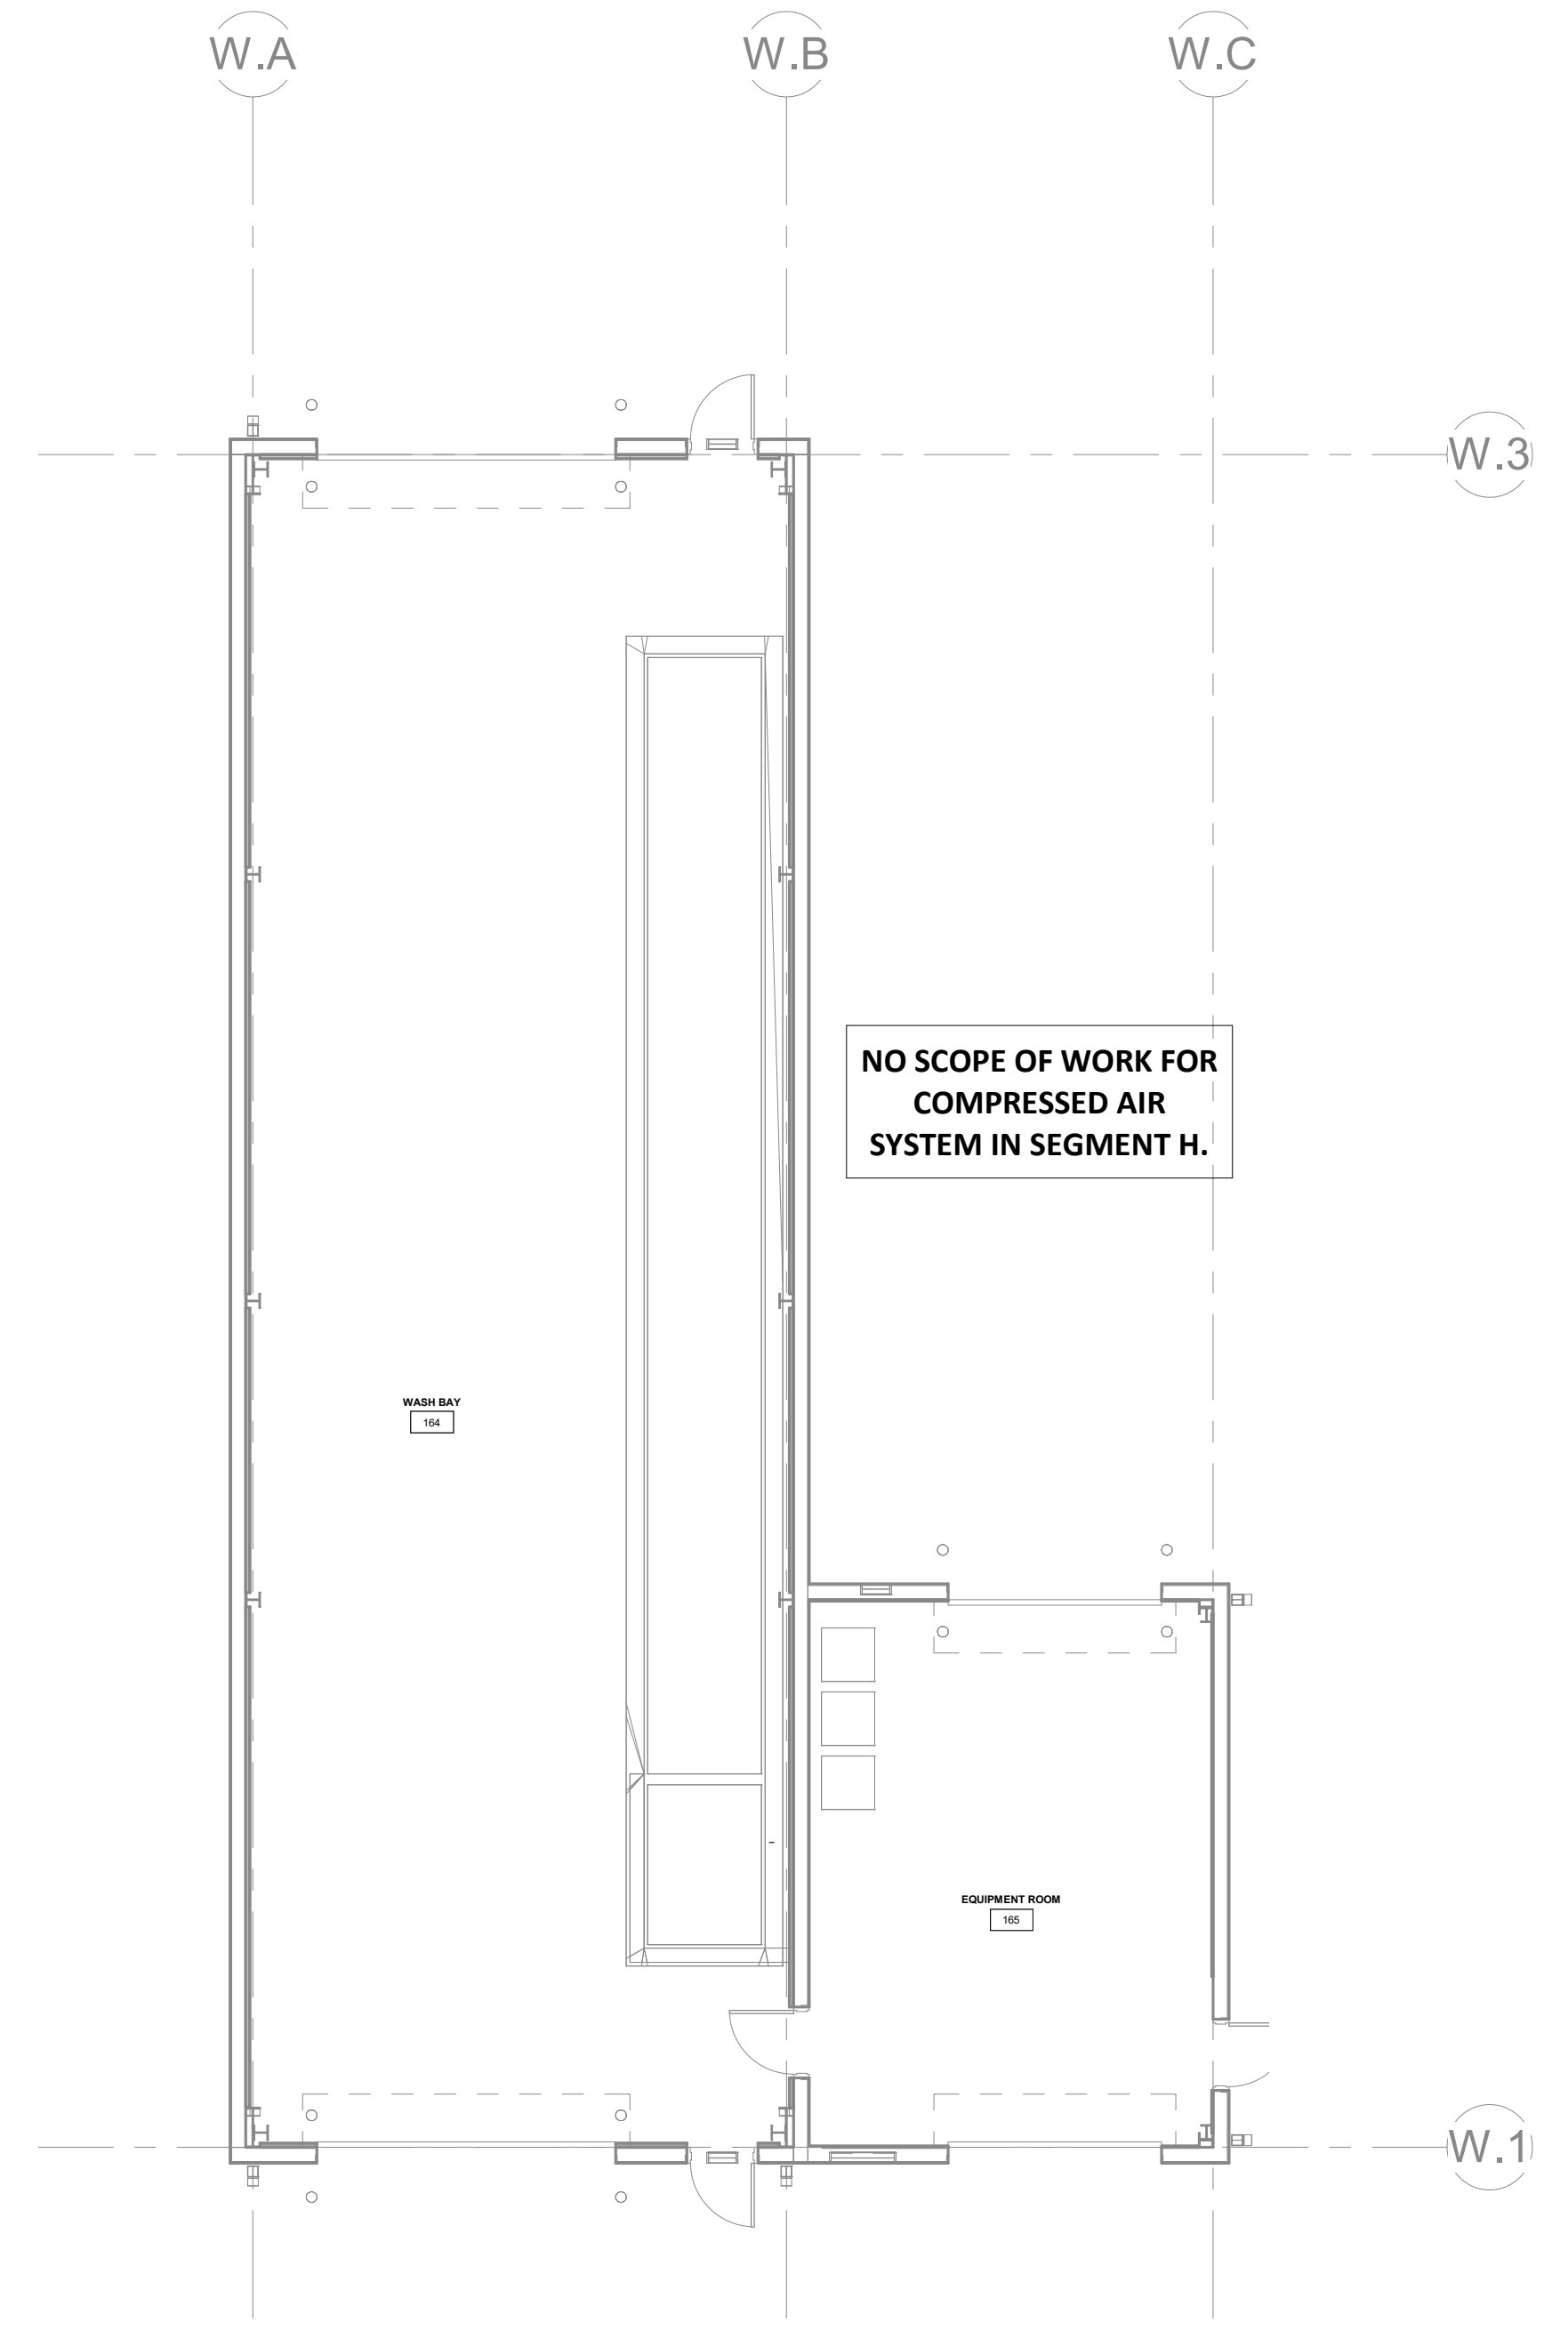 W.A
W.B
W.C
W.3
NO SCOPE OF WORK FOR
COMPRESSED AIR
SYSTEM IN SEGMENT H.
WASH BAY
164
EQUIPMENT ROOM
165
W.1